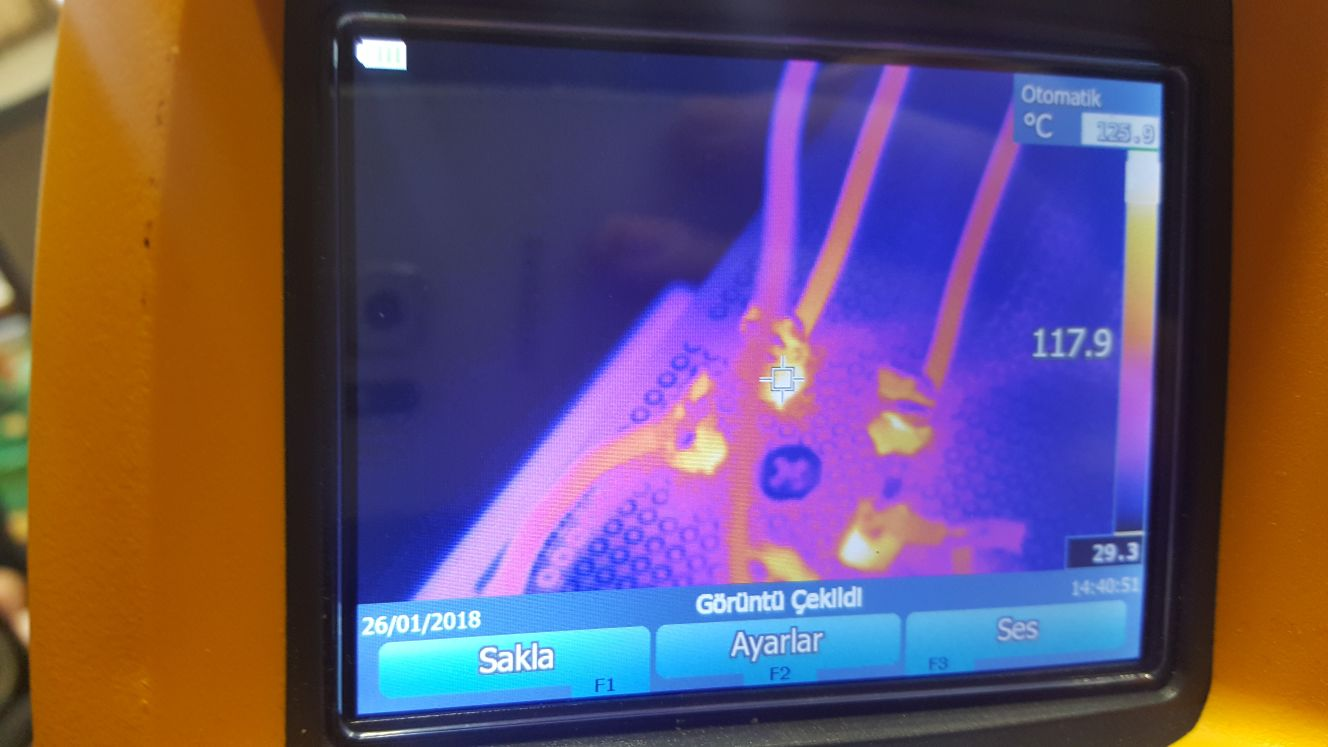 Otomatik
°C 125.9
117.9
29.3
26/01/2018 Görüntü Çekildi 14:40:51
Sakla Ayarlar Ses
F1 F2 F3